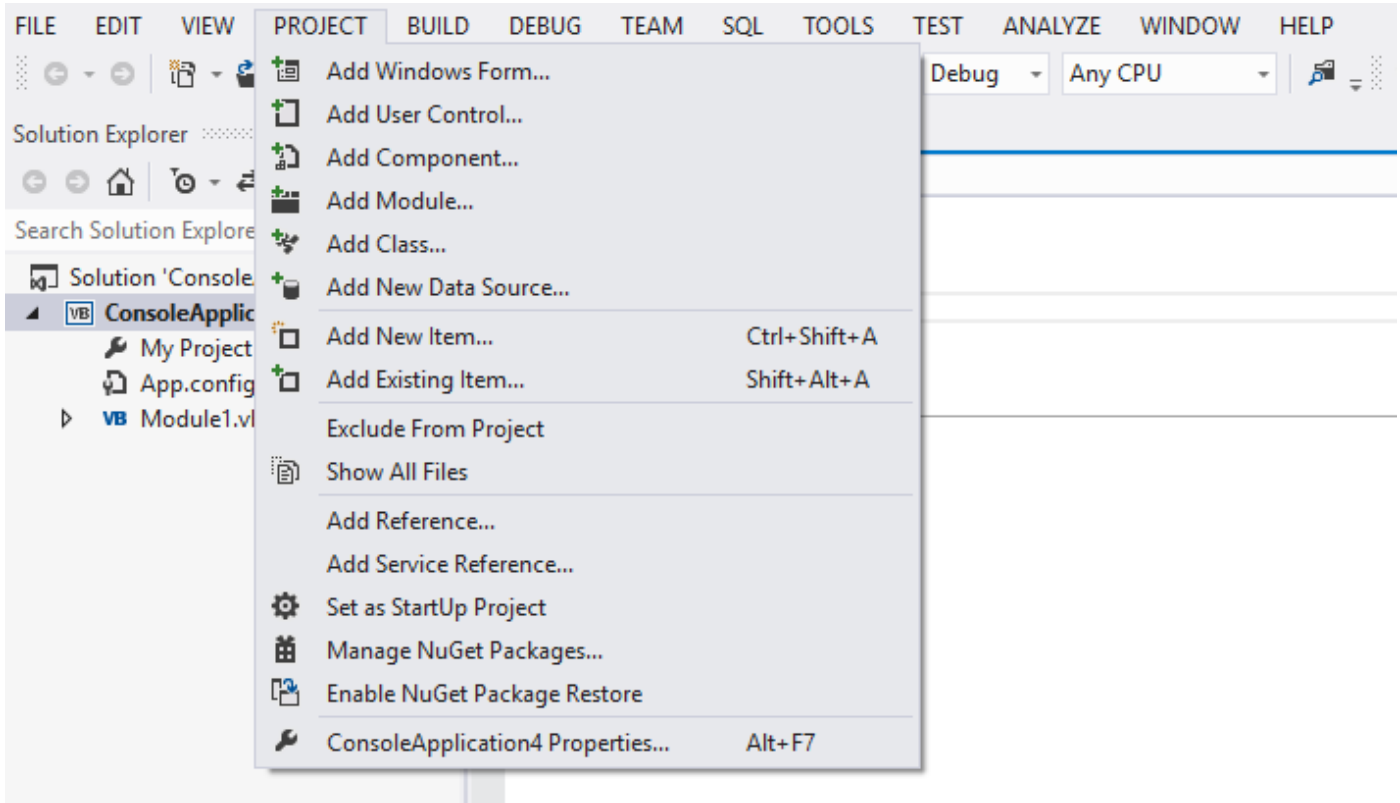 FILE EDIT VIEW PROJECT BUILD DEBUG TEAM SQL TOOLS TEST ANALYZE WINDOW HELP
Debug Any CPU
Solution Explorer
Search Solution Explore
Solution 'Console
VB ConsoleApplic
My Project
App.config
VB Module1.v
Add Windows Form...
Add User Control...
Add Component...
Add Module...
Add Class...
Add New Data Source...
Add New Item... Ctrl+Shift+A
Add Existing Item... Shift+Alt+A
Exclude From Project
Show All Files
Add Reference...
Add Service Reference...
Set as StartUp Project
Manage NuGet Packages...
Enable NuGet Package Restore
ConsoleApplication4 Properties... Alt+F7